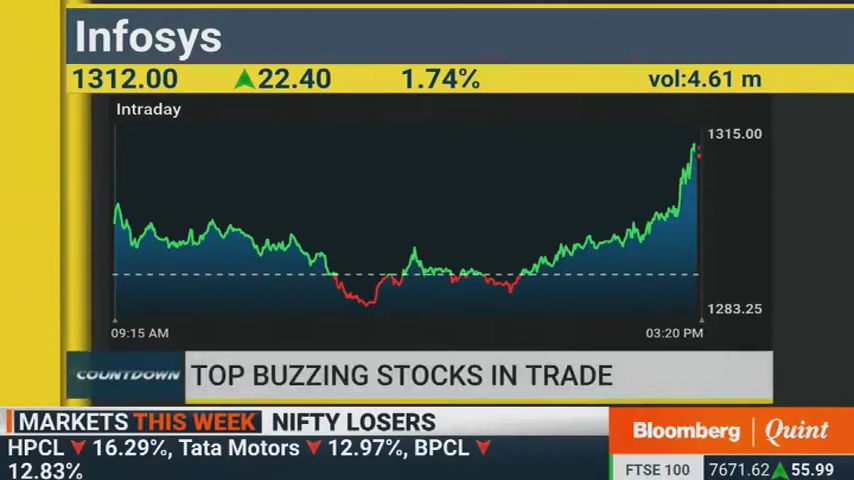 Infosys
1312.00 ▲22.40 1.74% vol:4.61 m
Intraday
1315.00
1283.25
09:15 AM 03:20 PM
COUNTDOWN TOP BUZZING STOCKS IN TRADE
MARKETS THIS WEEK NIFTY LOSERS
HPCL ▼ 16.29%, Tata Motors ▼ 12.97%, BPCL ▼
12.83%
Bloomberg | Quint
FTSE 100 7671.62 ▲ 55.99